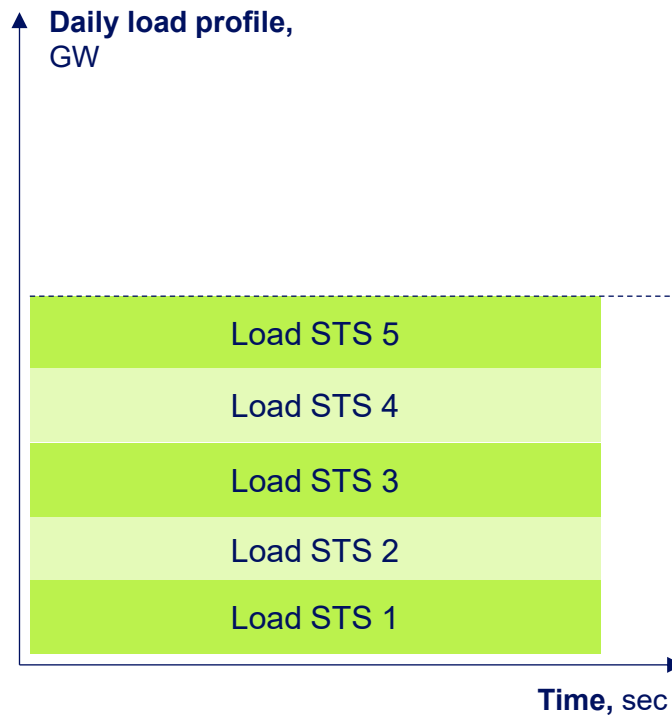 Daily load profile,
GW
Load STS 5
Load STS 4
Load STS 3
Load STS 2
Load STS 1
Time, sec